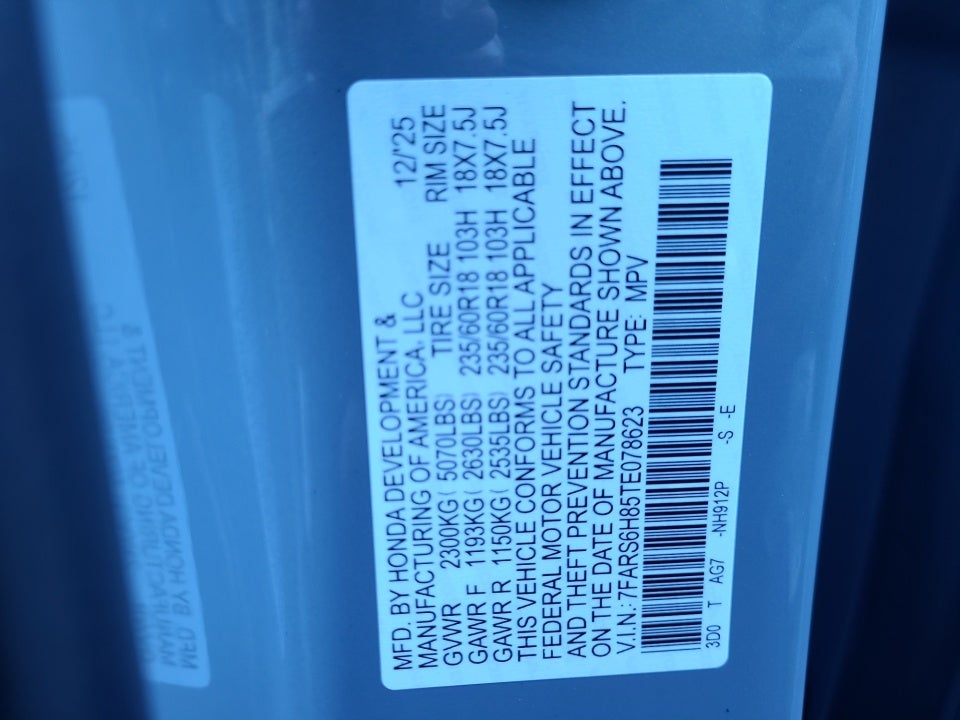 MFD. BY HONDA DEVELOPMENT &
MANUFACTURING OF AMERICA, LLC 12/'25
GVWR 2300KG( 5070LBS) TIRE SIZE RIM SIZE
GAWR F 1193KG( 2630LBS) 235/60R18 103H 18X7.5J
GAWR R 1150KG( 2535LBS) 235/60R18 103H 18X7.5J
THIS VEHICLE CONFORMS TO ALL APPLICABLE
FEDERAL MOTOR VEHICLE SAFETY
AND THEFT PREVENTION STANDARDS IN EFFECT
ON THE DATE OF MANUFACTURE SHOWN ABOVE.
V.I.N:7FARS6H85TE078623 TYPE: MPV
3D0 T AG7 -NH912P -S -E